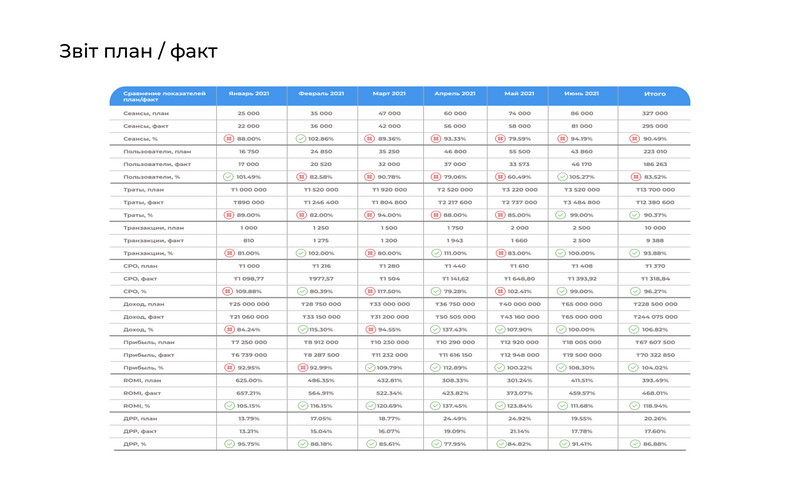 Звіт план / факт
Сравнение показателей план/факт Январь 2021 Февраль 2021 Март 2021 Апрель 2021 Май 2021 Июнь 2021 Итого
Сеансы, план 25 000 35 000 47 000 60 000 74 000 86 000 327 000
Сеансы, факт 22 000 36 000 42 000 56 000 58 000 81 000 295 000
Сеансы, % 88.00% 102.86% 89.36% 93.33% 79.59% 94.19% 90.49%
Пользователи, план 16 750 24 850 35 250 46 800 55 500 43 860 223 010
Пользователи, факт 17 000 20 520 32 000 37 000 33 573 46 170 186 263
Пользователи, % 101.49% 82.58% 90.78% 79.06% 60.49% 105.27% 83.52%
Траты, план ₸1 000 000 ₸1 520 000 ₸1 920 000 ₸2 520 000 ₸3 220 000 ₸3 520 000 ₸13 700 000
Траты, факт ₸890 000 ₸1 246 400 ₸1 804 800 ₸2 217 600 ₸2 737 000 ₸3 484 800 ₸12 380 600
Траты, % 89.00% 82.00% 94.00% 88.00% 85.00% 99.00% 90.37%
Транзакции, план 1 000 1 250 1 500 1 750 2 000 2 500 10 000
Транзакции, факт 810 1 275 1 200 1 943 1 660 2 500 9 388
Транзакции, % 81.00% 102.00% 80.00% 111.00% 83.00% 100.00% 93.88%
CPO, план ₸1 000 ₸1 216 ₸1 280 ₸1 440 ₸1 610 ₸1 408 ₸1 370
CPO, факт ₸1 098,77 ₸977,57 ₸1 504 ₸1 141,62 ₸1 648,80 ₸1 393,92 ₸1 318,84
CPO, % 109.88% 80.39% 117.50% 79.28% 102.41% 99.00% 96.27%
Доход, план ₸25 000 000 ₸28 750 000 ₸33 000 000 ₸36 750 000 ₸40 000 000 ₸65 000 000 ₸228 500 000
Доход, факт ₸21 060 000 ₸33 150 000 ₸31 200 000 ₸50 505 000 ₸43 160 000 ₸65 000 000 ₸244 075 000
Доход, % 84.24% 115.30% 94.55% 137.43% 107.90% 100.00% 106.82%
Прибыль, план ₸7 250 000 ₸8 912 000 ₸10 230 000 ₸10 290 000 ₸12 920 000 ₸18 005 000 ₸67 607 500
Прибыль, факт ₸6 739 000 ₸8 287 500 ₸11 232 000 ₸11 616 150 ₸12 948 000 ₸19 500 000 ₸70 322 850
Прибыль, % 92.95% 92.99% 109.79% 112.89% 100.22% 108.30% 104.02%
ROMI, план 625.00% 486.35% 432.81% 308.33% 301.24% 411.51% 393.49%
ROMI, факт 657.21% 564.91% 522.34% 423.82% 373.07% 459.57% 468.01%
ROMI, % 105.15% 116.15% 120.69% 137.45% 123.84% 111.68% 118.94%
ДРР, план 13.79% 17.05% 18.77% 24.49% 24.92% 19.55% 20.26%
ДРР, факт 13.21% 15.04% 16.07% 19.09% 21.14% 17.78% 17.60%
ДРР, % 95.75% 88.18% 85.61% 77.95% 84.82% 91.41% 86.88%